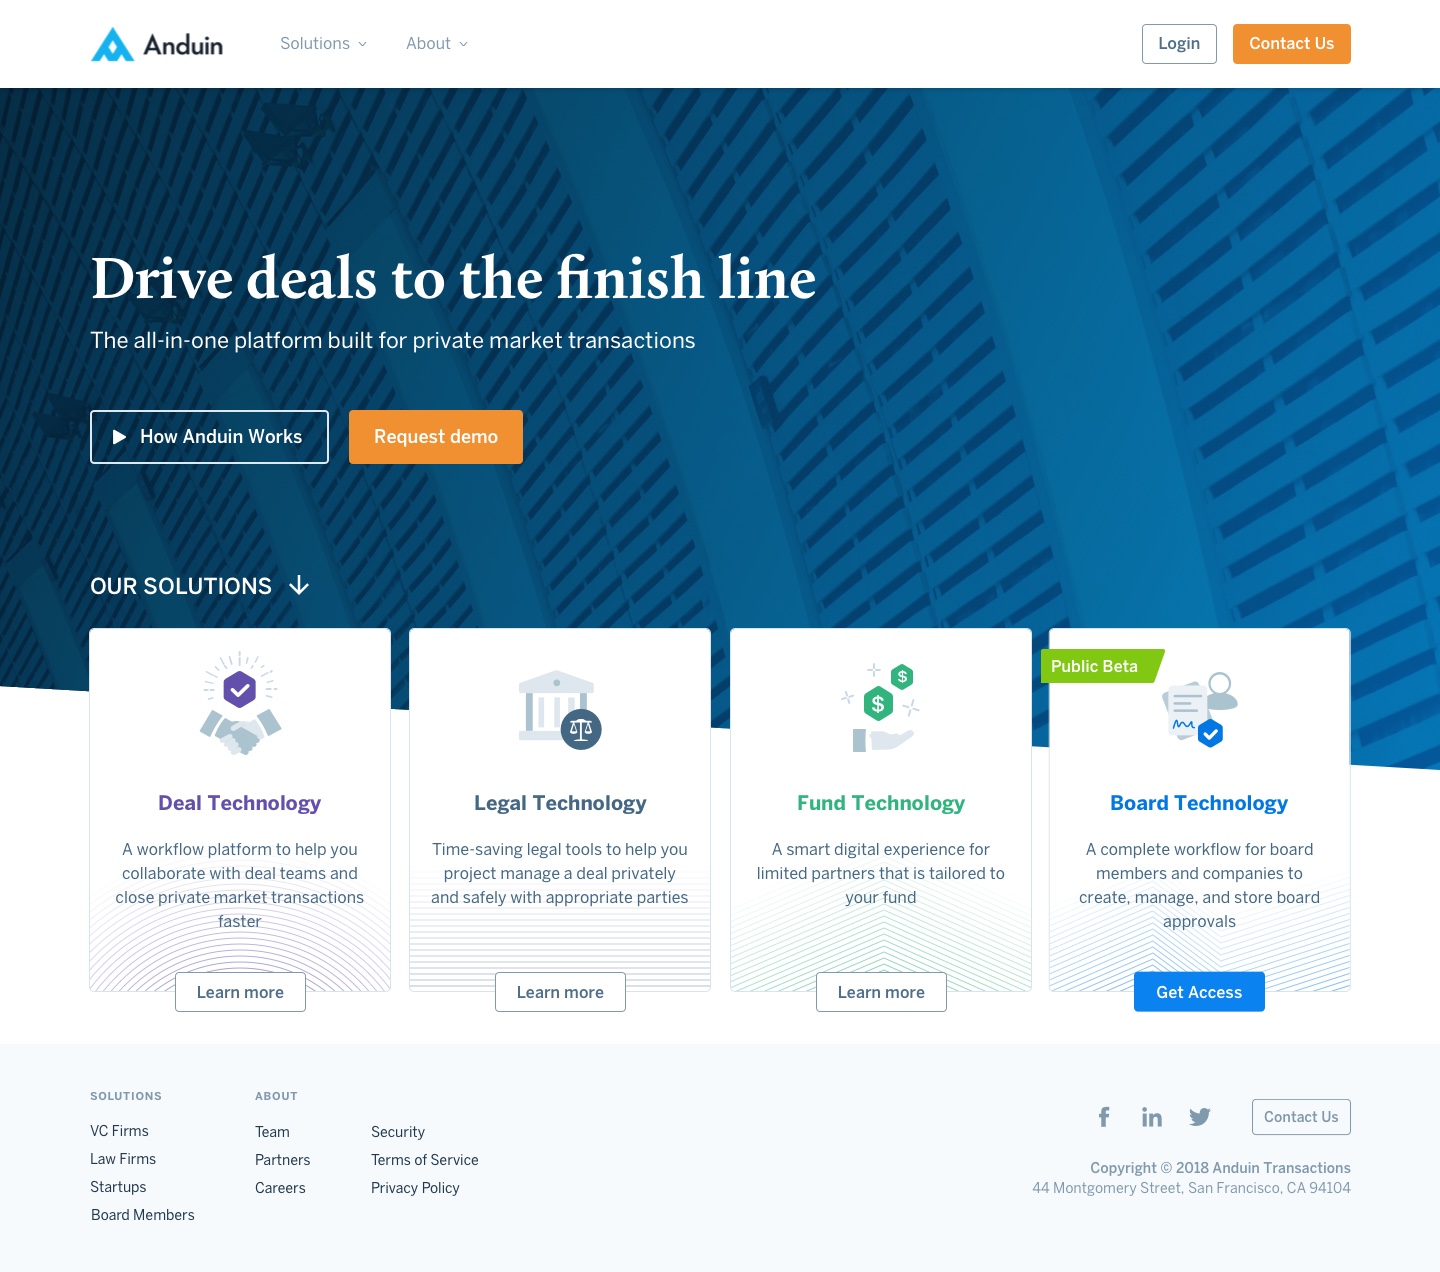 Anduin
Solutions
About
Login
Contact Us
Drive deals to the finish line
The all-in-one platform built for private market transactions
How Anduin Works
Request demo
OUR SOLUTIONS
Deal Technology
A workflow platform to help you
collaborate with deal teams and
close private market transactions
faster
Learn more
Legal Technology
Time-saving legal tools to help you
project manage a deal privately
and safely with appropriate parties
Learn more
Fund Technology
A smart digital experience for
limited partners that is tailored to
your fund
Learn more
Public Beta
Board Technology
A complete workflow for board
members and companies to
create, manage, and store board
approvals
Get Access
SOLUTIONS
VC Firms
Law Firms
Startups
Board Members
ABOUT
Team
Partners
Careers
Security
Terms of Service
Privacy Policy
Contact Us
Copyright © 2018 Anduin Transactions
44 Montgomery Street, San Francisco, CA 94104